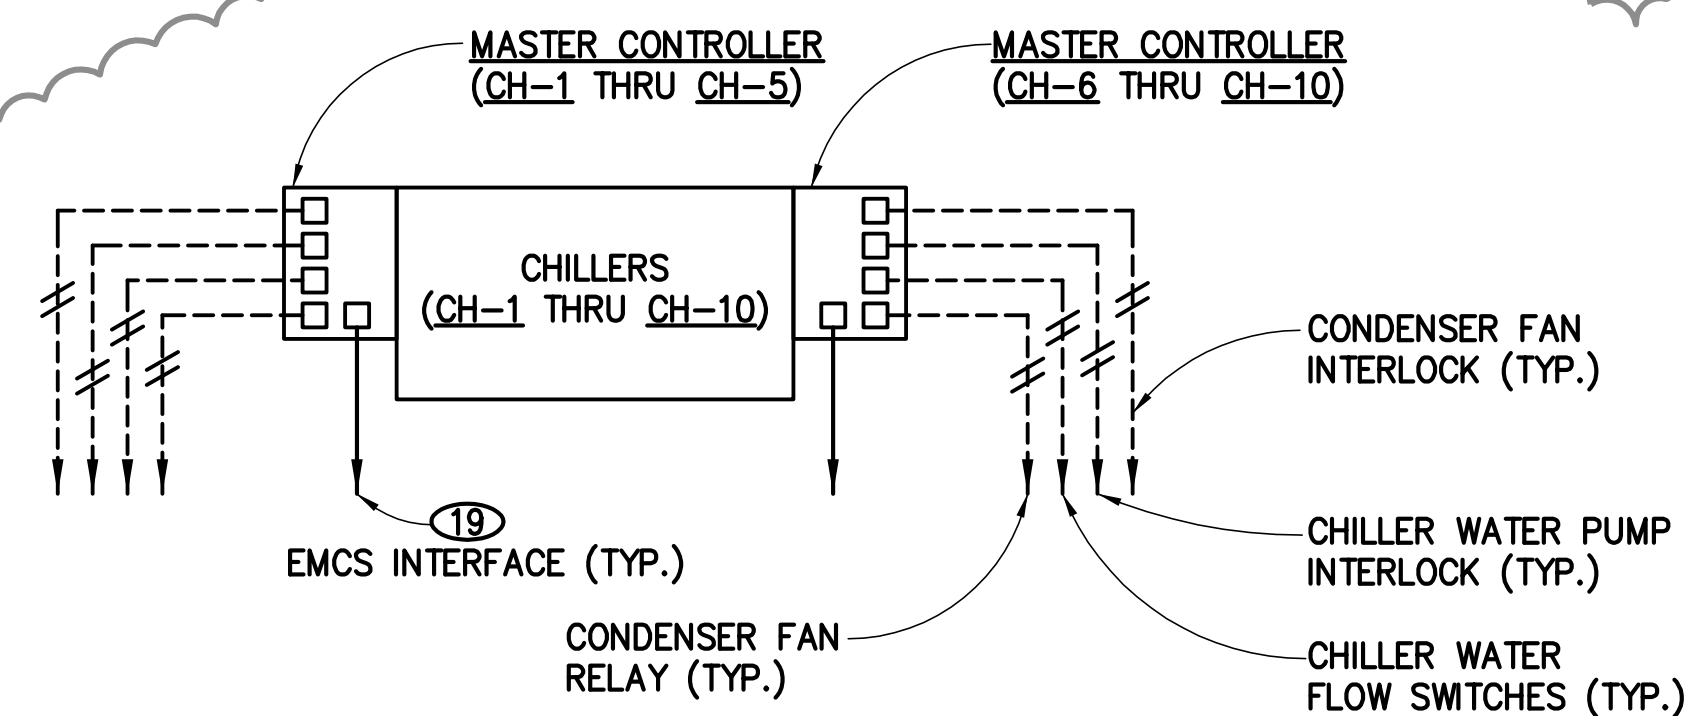 MASTER CONTROLLER
(CH-1 THRU CH-5)
MASTER CONTROLLER
(CH-6 THRU CH-10)
CHILLERS
(CH-1 THRU CH-10)
CONDENSER FAN
INTERLOCK (TYP.)
19
EMCS INTERFACE (TYP.)
CHILLER WATER PUMP
INTERLOCK (TYP.)
CONDENSER FAN
RELAY (TYP.)
CHILLER WATER
FLOW SWITCHES (TYP.)